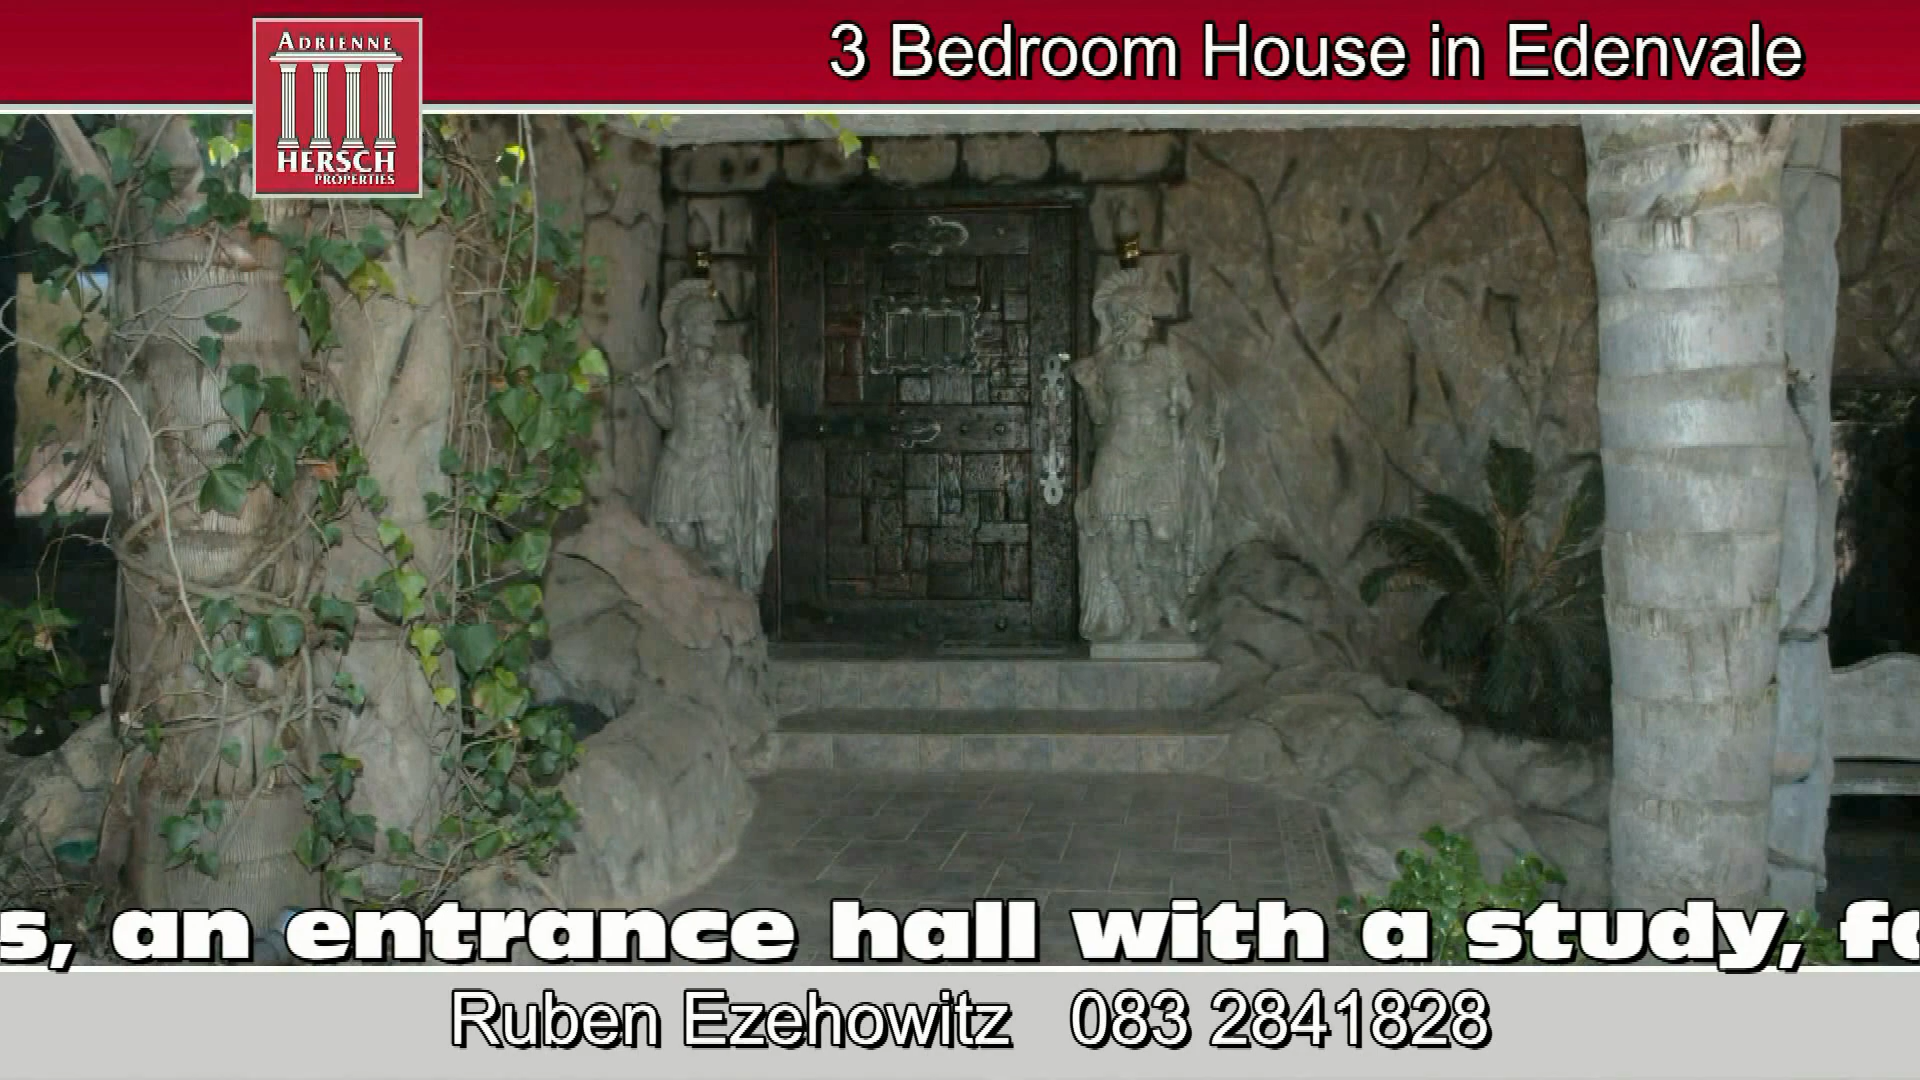 3 Bedroom House in Edenvale
ADRIENNE
HERSCH
PROPERTIES
s, an entrance hall with a study, fo
Ruben Ezehowitz 083 2841828